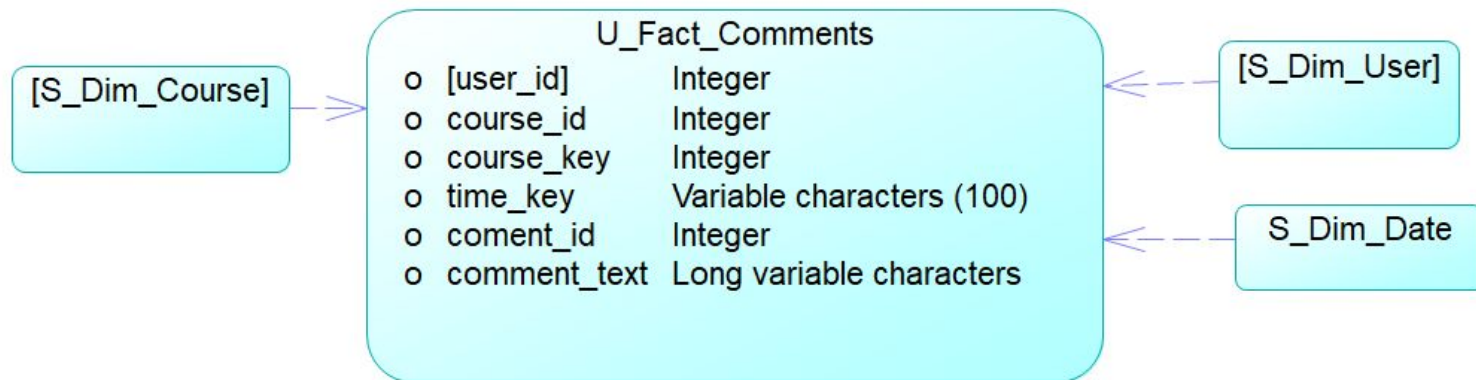 [S_Dim_Course]
U_Fact_Comments
o [user_id] Integer
o course_id Integer
o course_key Integer
o time_key Variable characters (100)
o coment_id Integer
o comment_text Long variable characters
[S_Dim_User]
S_Dim_Date